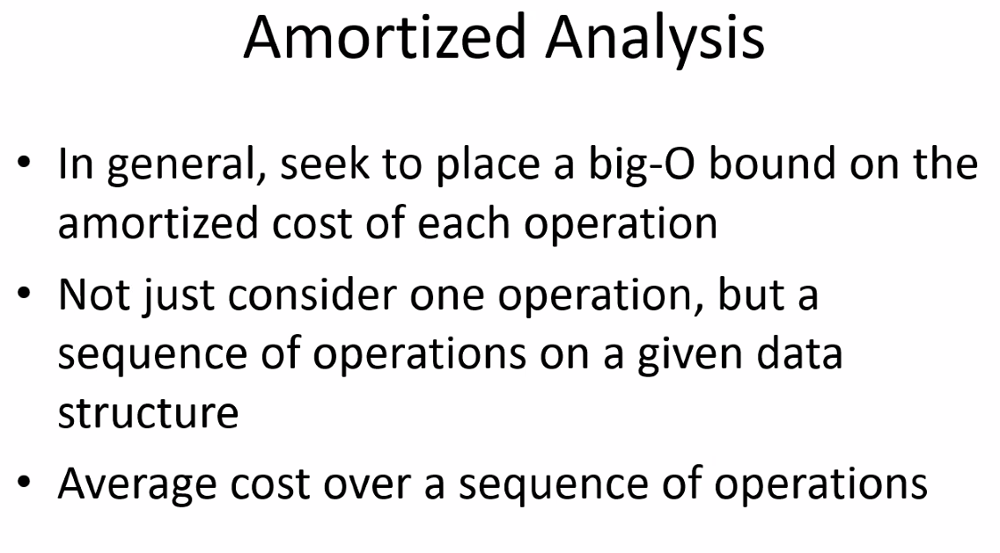 Amortized Analysis
• In general, seek to place a big-O bound on the
amortized cost of each operation
• Not just consider one operation, but a
sequence of operations on a given data
structure
• Average cost over a sequence of operations